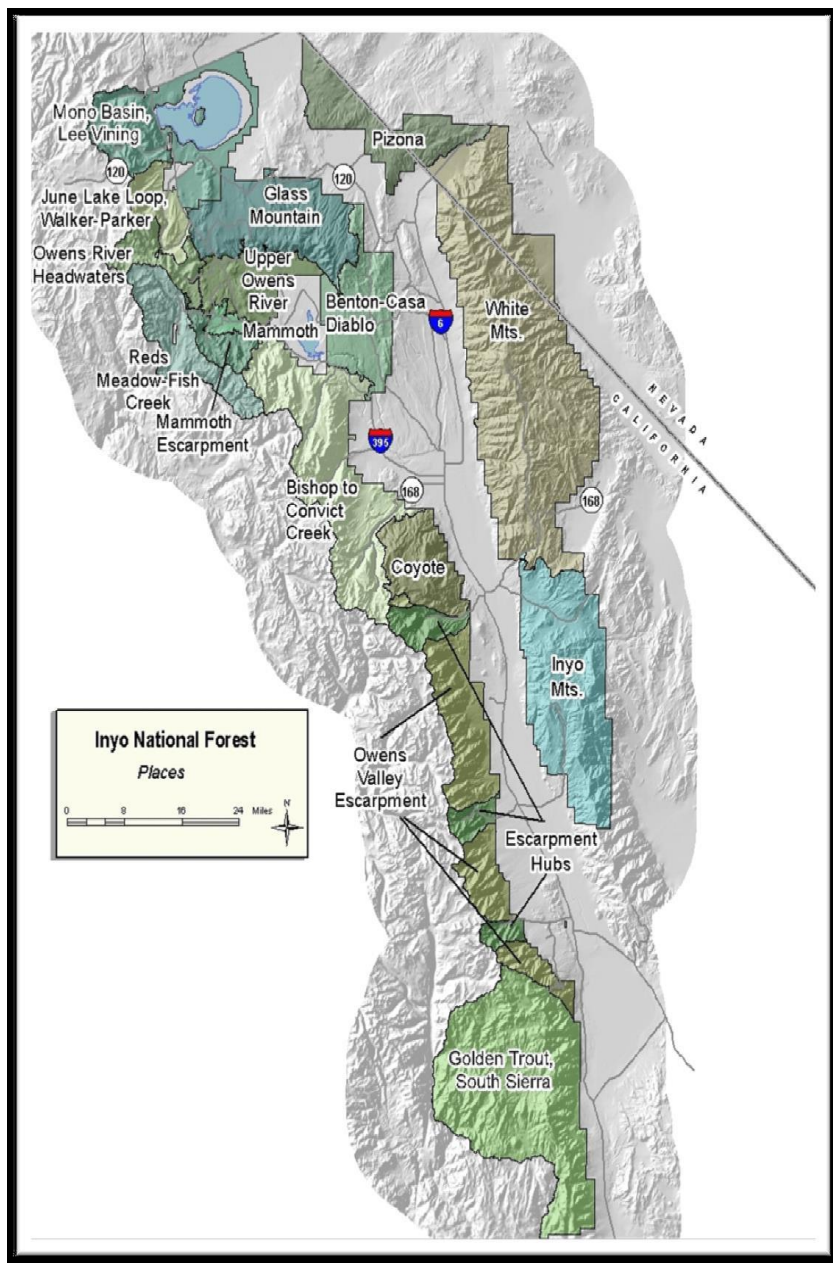 Mono Basin,
Lee Vining
120
June Lake Loop,
Walker-Parker
Owens River
Headwaters
Pizona
120
Glass
Mountain
Upper
Owens
River
Mammoth
Benton-Casa
Diablo
6
White
Mts.
Reds
Meadow-Fish
Creek
Mammoth
Escarpment
NEVADA
CALIFORNIA
395
Bishop to
Convict
Creek
168
168
Coyote
Inyo
Mts.
Inyo National Forest
Places
0 8 16 24 Miles
N
Owens
Valley
Escarpment
Escarpment
Hubs
Golden Trout,
South Sierra